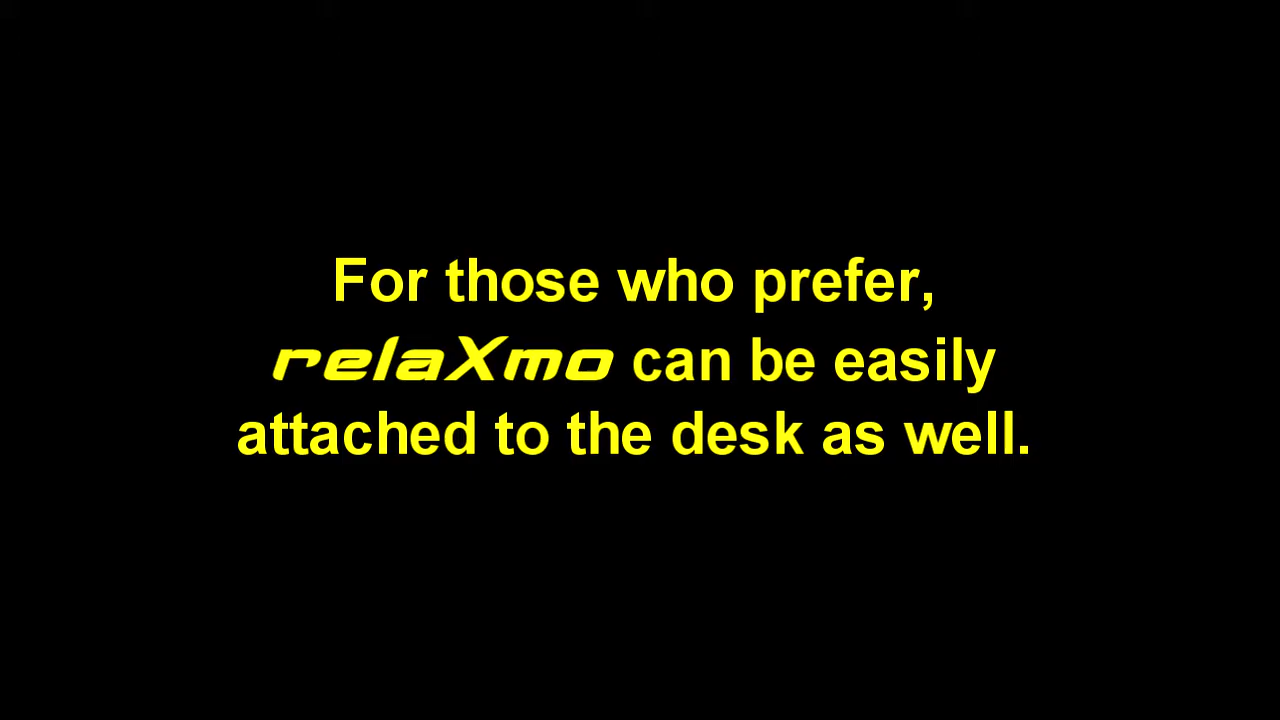 For those who prefer,
relaXmo can be easily
attached to the desk as well.